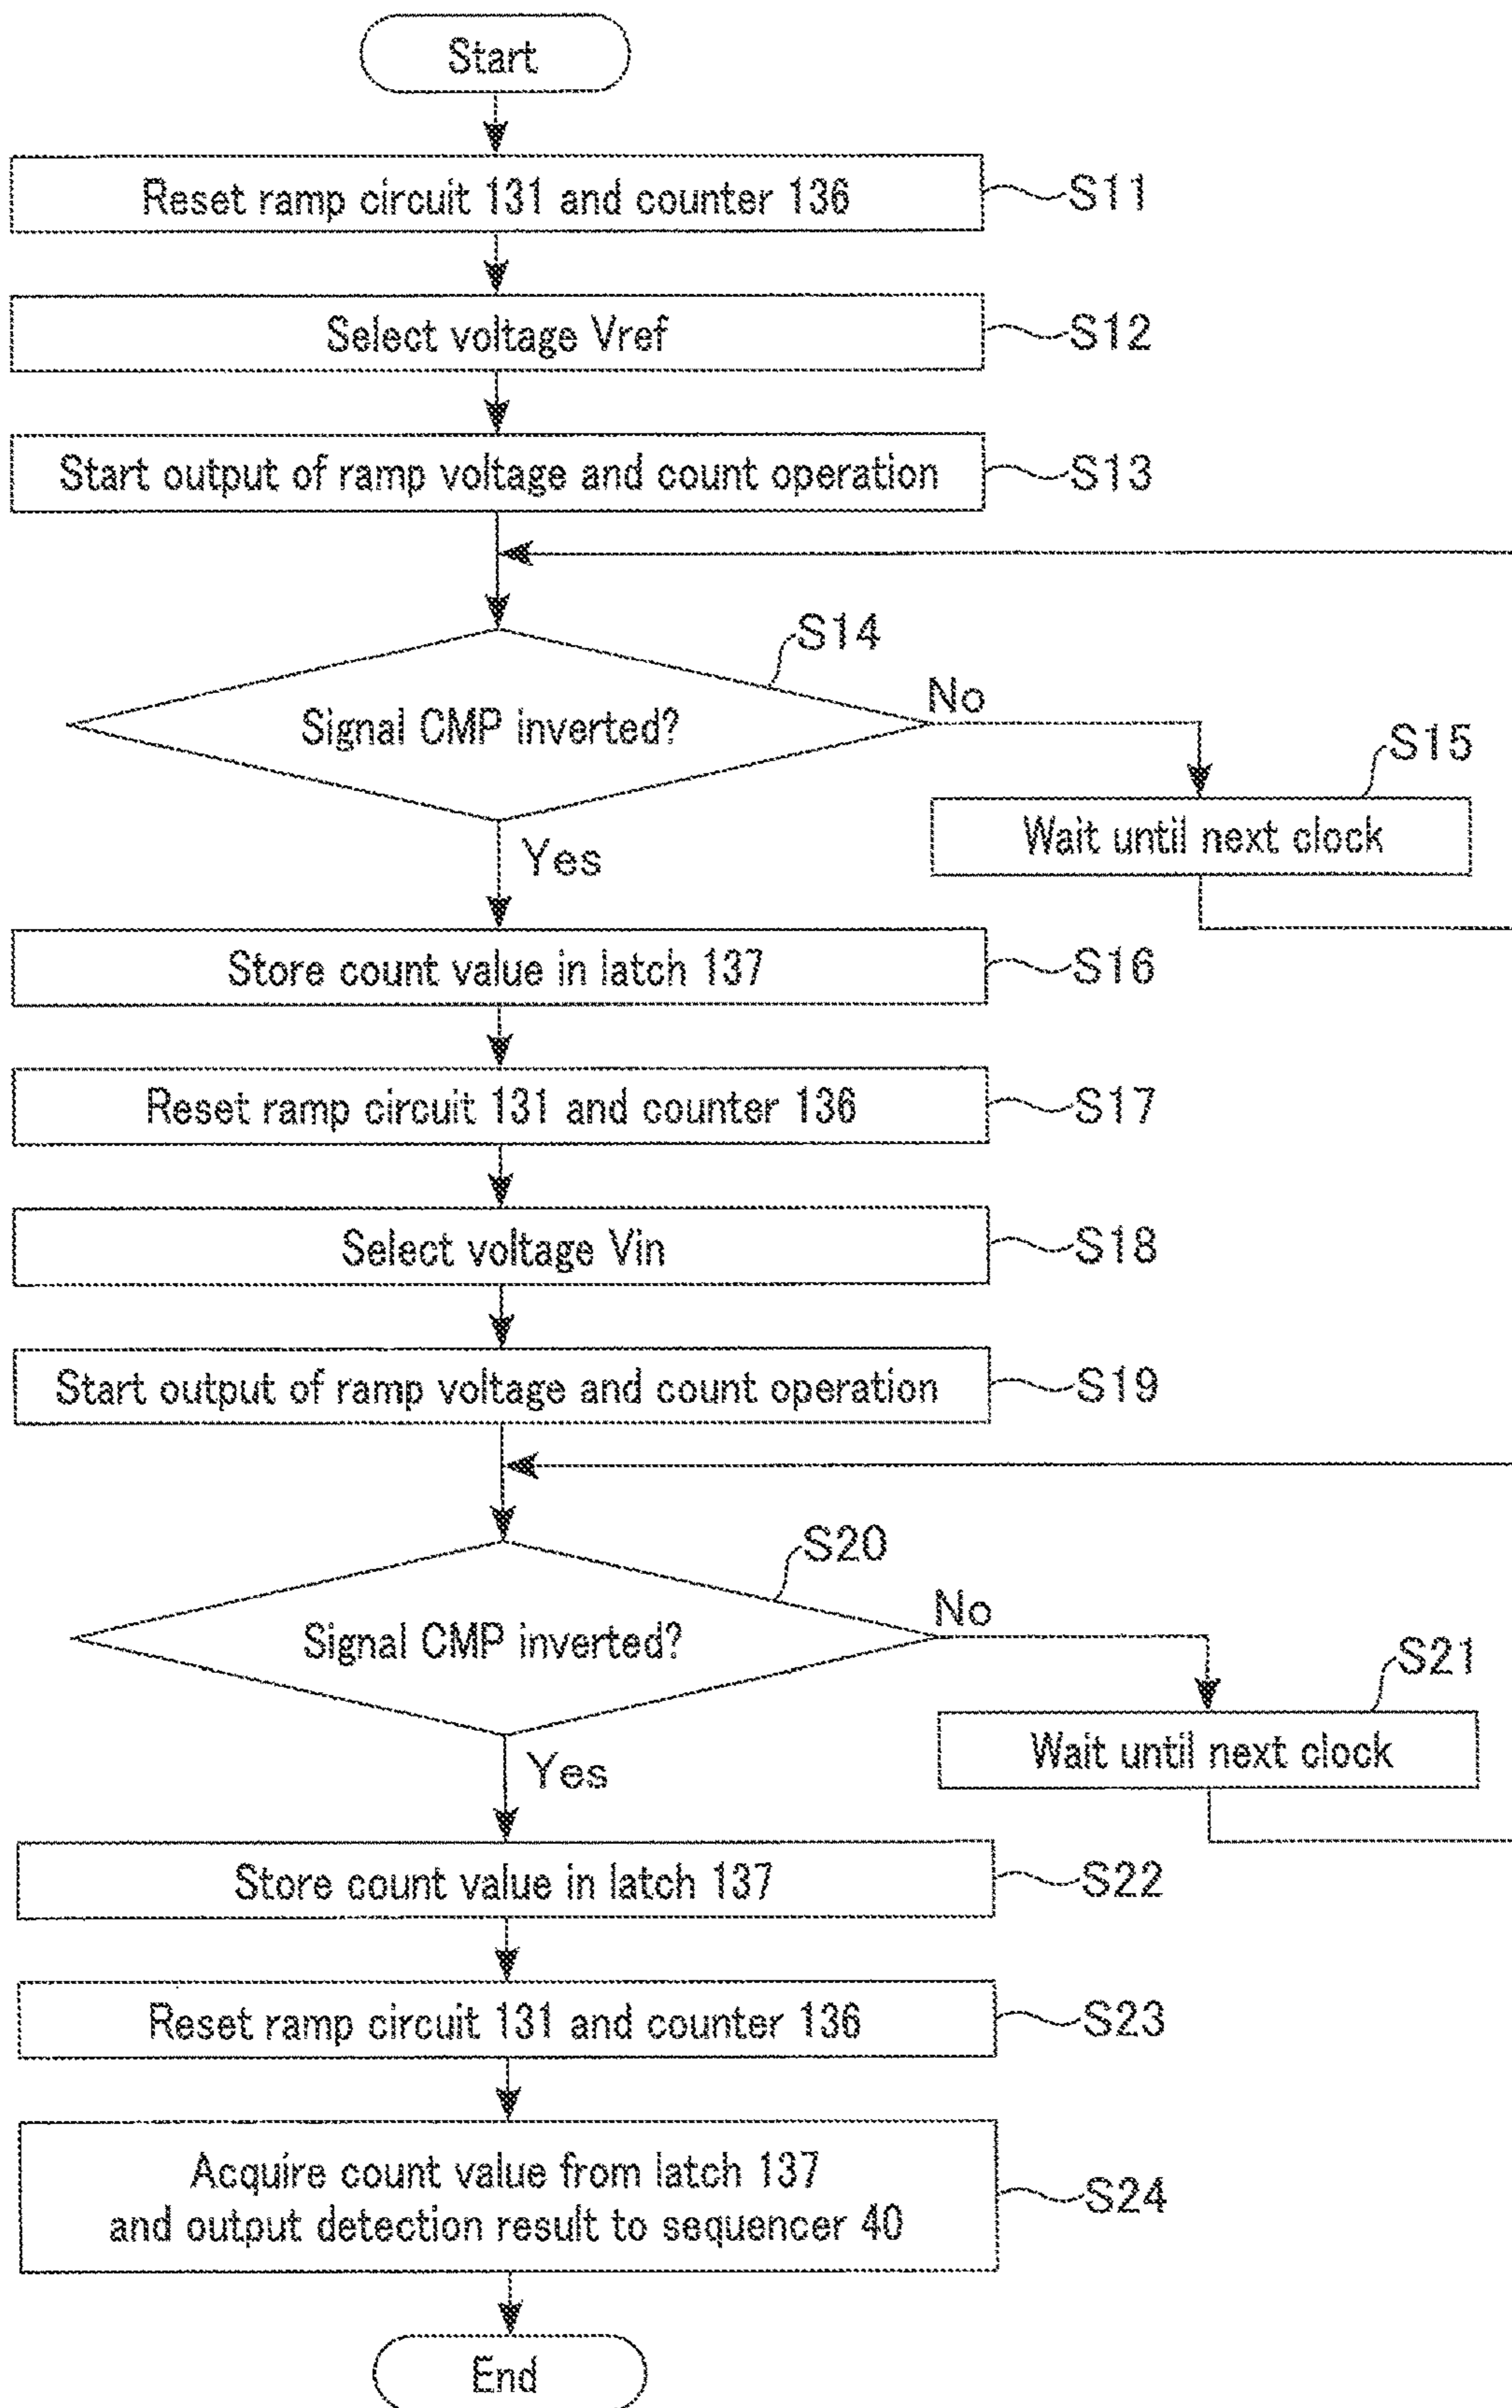 Start
Reset ramp circuit 131 and counter 136
S11
Select voltage Vref
S12
Start output of ramp voltage and count operation
S13
S14
Signal CMP inverted?
No
S15
Wait until next clock
Yes
Store count value in latch 137
S16
Reset ramp circuit 131 and counter 136
S17
Select voltage Vin
S18
Start output of ramp voltage and count operation
S19
S20
Signal CMP inverted?
No
S21
Wait until next clock
Yes
Store count value in latch 137
S22
Reset ramp circuit 131 and counter 136
S23
Acquire count value from latch 137
and output detection result to sequencer 40
S24
End